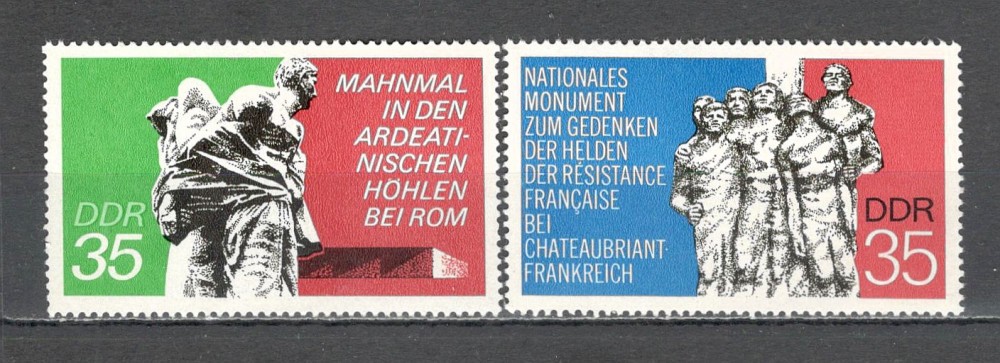 MAHNMAL
IN DEN
ARDEATI-
NISCHEN
HÖHLEN
BEI ROM
DDR
35
NATIONALES
MONUMENT
ZUM GEDENKEN
DER HELDEN
DER RÉSISTANCE
FRANÇAISE
BEI
CHATEAUBRIANT-
FRANKREICH
DDR
35